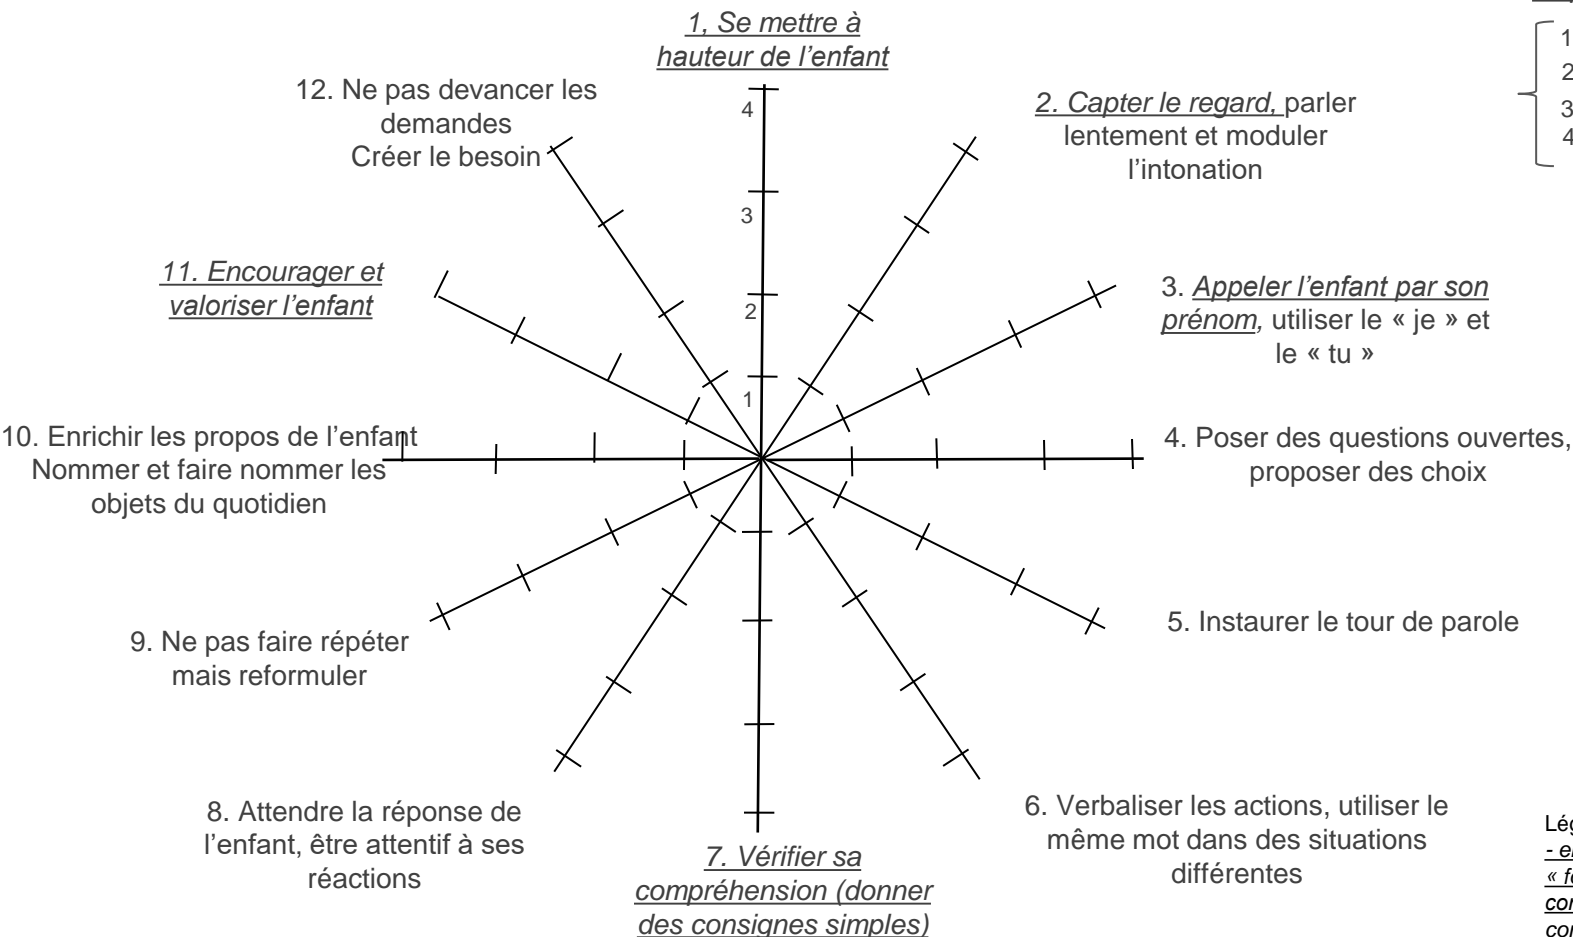 1, Se mettre à
hauteur de l’enfant
12. Ne pas devancer les
demandes
Créer le besoin
2. Capter le regard, parler
lentement et moduler
l’intonation
1
2
3
4
4
3
2
1
11. Encourager et
valoriser l’enfant
3. Appeler l’enfant par son
prénom, utiliser le « je » et
le « tu »
10. Enrichir les propos de l’enfant
Nommer et faire nommer les
objets du quotidien
4. Poser des questions ouvertes,
proposer des choix
9. Ne pas faire répéter
mais reformuler
5. Instaurer le tour de parole
8. Attendre la réponse de
l’enfant, être attentif à ses
réactions
7. Vérifier sa
compréhension (donner
des consignes simples)
6. Verbaliser les actions, utiliser le
même mot dans des situations
différentes